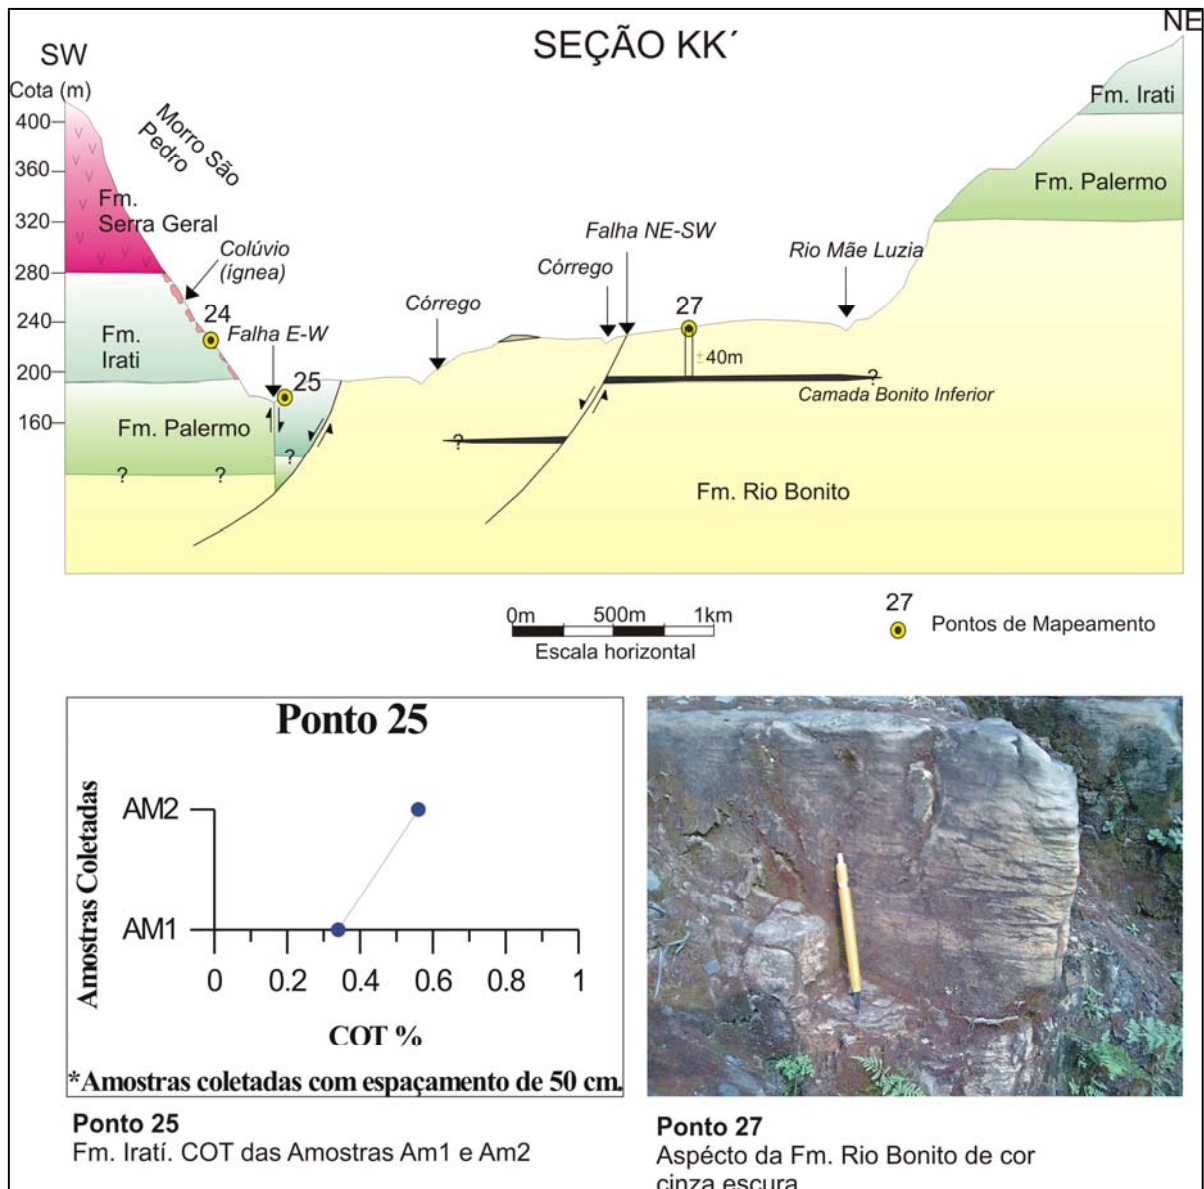 SEÇÃO KK´
SW
NE
Cota (m)
400
360
320
280
240
200
160
Morro São
Pedro
Fm.
Serra Geral
Colúvio
(ígnea)
24
Falha E-W
25
Fm.
Irati
Fm. Palermo
?
?
?
Córrego
Falha NE-SW
Córrego
27
±40m
Rio Mãe Luzia
?
Camada Bonito Inferior
?
Fm. Rio Bonito
Fm. Irati
Fm. Palermo
0m 500m 1km
Escala horizontal
27
Pontos de Mapeamento
Ponto 25
Amostras Coletadas
AM2
AM1
0 0.2 0.4 0.6 0.8 1
COT %
*Amostras coletadas com espaçamento de 50 cm.
Ponto 25
Fm. Iratí. COT das Amostras Am1 e Am2
Ponto 27
Aspécto da Fm. Rio Bonito de cor
cinza escura